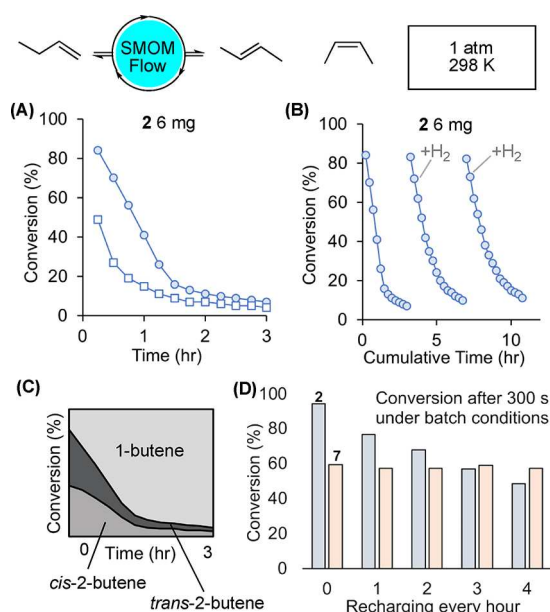 SMOM
Flow
1 atm
298 K
(A)
2 6 mg
Conversion (%)
100
80
60
40
20
0
0
1
2
3
Time (hr)
(B)
2 6 mg
+H2
+H2
Conversion (%)
100
80
60
40
20
0
0
5
10
Cumulative Time (hr)
(C)
1-butene
Conversion (%)
0
Time (hr)
3
cis-2-butene
trans-2-butene
(D)
Conversion after 300 s
under batch conditions
2
7
Conversion (%)
100
80
60
40
20
0
0
1
2
3
4
Recharging every hour